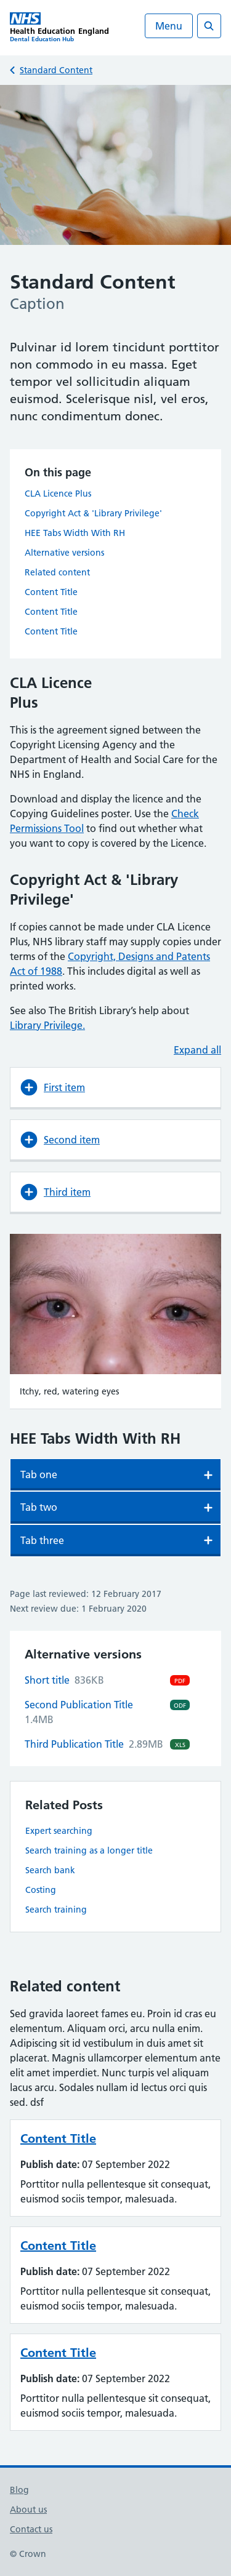 NHS
Health Education England
Dental Education Hub
Menu
Standard Content
Standard Content
Caption
Pulvinar id lorem tincidunt porttitor
non commodo in eu massa. Eget
tempor vel sollicitudin aliquam
euismod. Scelerisque nisl, vel eros,
nunc condimentum donec.
On this page
CLA Licence Plus
Copyright Act & 'Library Privilege'
HEE Tabs Width With RH
Alternative versions
Related content
Content Title
Content Title
Content Title
CLA Licence
Plus
This is the agreement signed between the
Copyright Licensing Agency and the
Department of Health and Social Care for the
NHS in England.
Download and display the licence and the
Copying Guidelines poster. Use the Check
Permissions Tool to find out whether what
you want to copy is covered by the Licence.
Copyright Act & 'Library
Privilege'
If copies cannot be made under CLA Licence
Plus, NHS library staff may supply copies under
terms of the Copyright, Designs and Patents
Act of 1988. This includes digital as well as
printed works.
See also The British Library's help about
Library Privilege.
Expand all
First item
Second item
Third item
Itchy, red, watering eyes
HEE Tabs Width With RH
Tab one
Tab two
Tab three
Page last reviewed: 12 February 2017
Next review due: 1 February 2020
Alternative versions
Short title 836KB PDF
Second Publication Title ODF
1.4MB
Third Publication Title 2.89MB XLS
Related Posts
Expert searching
Search training as a longer title
Search bank
Costing
Search training
Related content
Sed gravida laoreet fames eu. Proin id cras eu
elementum. Aliquam orci, arcu nulla enim.
Adipiscing sit id vestibulum in duis amet sit
placerat. Magnis ullamcorper elementum ante
elit amet imperdiet. Nunc turpis vel aliquam
lacus arcu. Sodales nullam id lectus orci quis
sed. dsf
Content Title
Publish date: 07 September 2022
Porttitor nulla pellentesque sit consequat,
euismod sociis tempor, malesuada.
Content Title
Publish date: 07 September 2022
Porttitor nulla pellentesque sit consequat,
euismod sociis tempor, malesuada.
Content Title
Publish date: 07 September 2022
Porttitor nulla pellentesque sit consequat,
euismod sociis tempor, malesuada.
Blog
About us
Contact us
© Crown